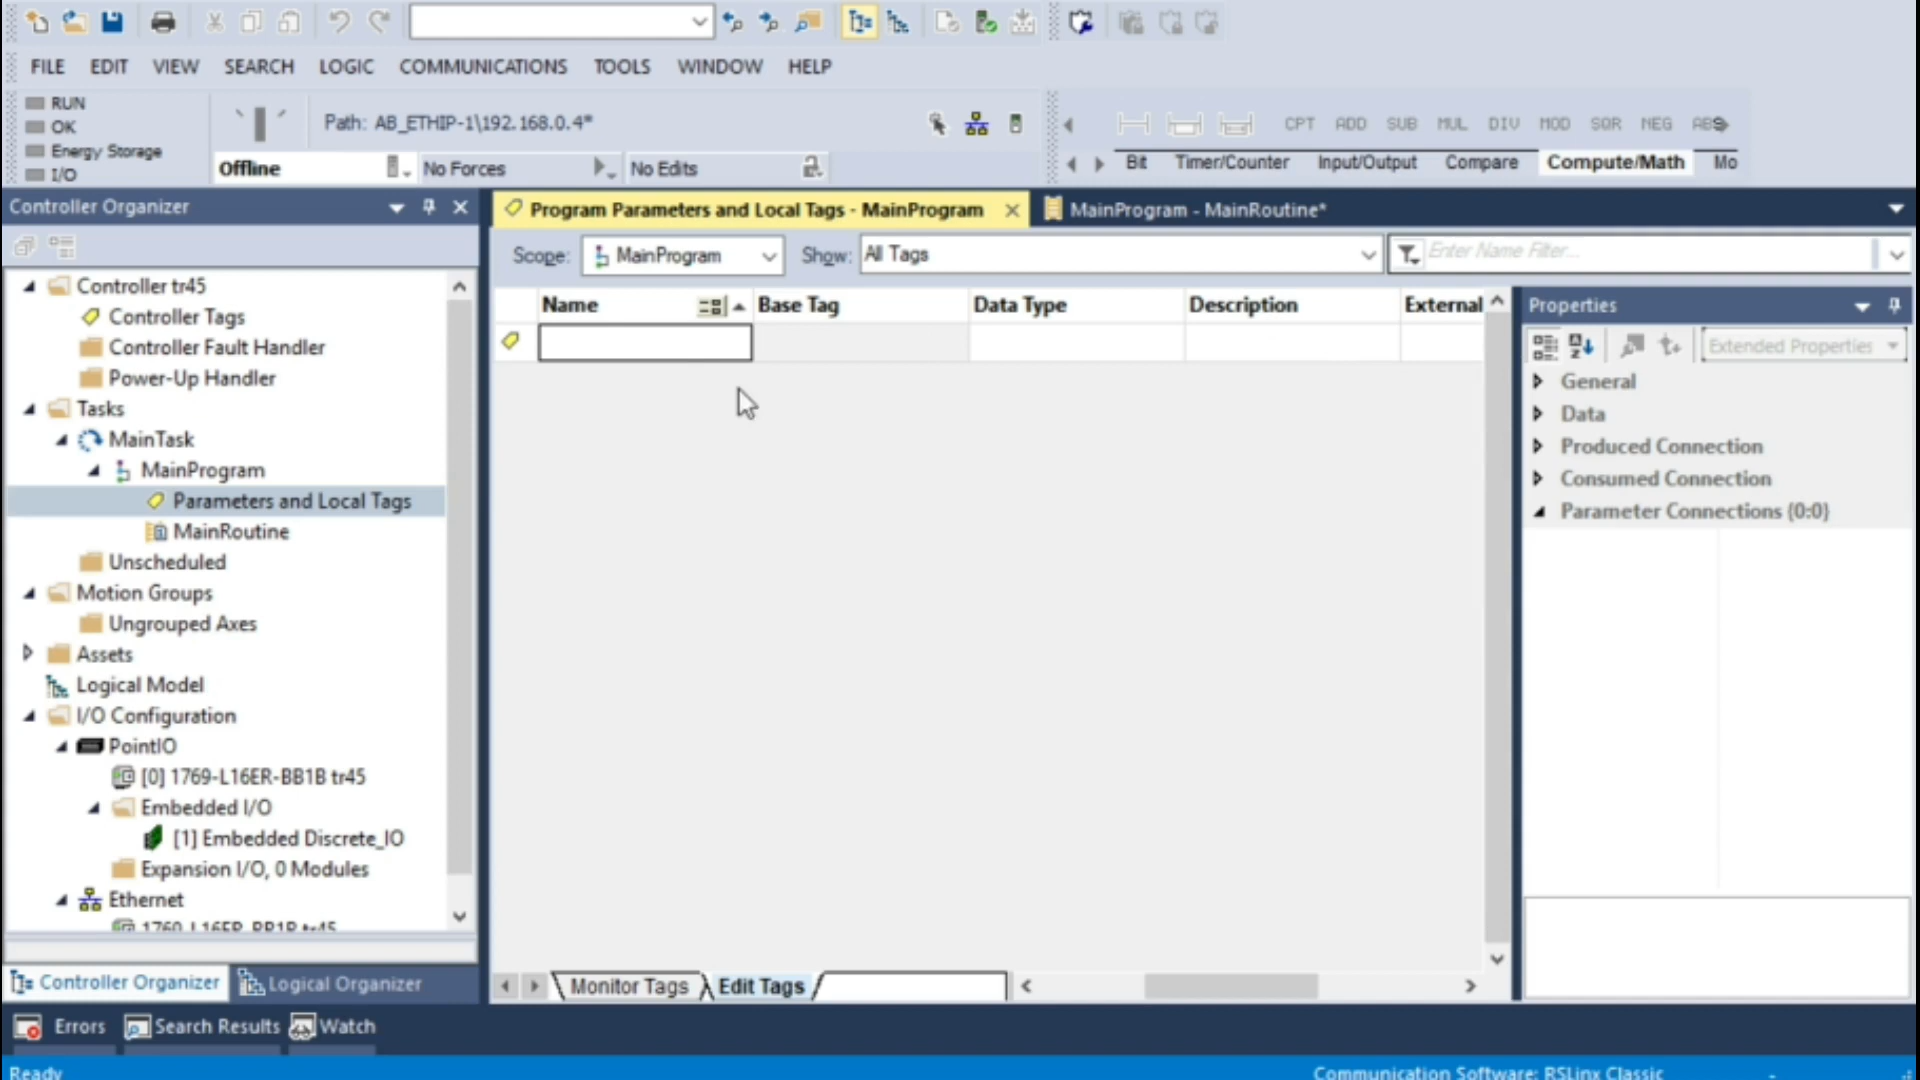 FILE EDIT VIEW SEARCH LOGIC COMMUNICATIONS TOOLS WINDOW HELP
RUN
OK
Energy Storage
I/O
Path: AB_ETHIP-1\192.168.0.4*
Offline
No Forces
No Edits
CPT ADD SUB MUL DIV MOD SQR NEG ABS
Bit Timer/Counter Input/Output Compare Compute/Math Mo
Controller Organizer
Controller tr45
Controller Tags
Controller Fault Handler
Power-Up Handler
Tasks
MainTask
MainProgram
Parameters and Local Tags
MainRoutine
Unscheduled
Motion Groups
Ungrouped Axes
Assets
Logical Model
I/O Configuration
PointIO
[0] 1769-L16ER-BB1B tr45
Embedded I/O
[1] Embedded Discrete_IO
Expansion I/O, 0 Modules
Ethernet
1769-L16ER-BB1B tr45
Controller Organizer Logical Organizer
Program Parameters and Local Tags - MainProgram
MainProgram - MainRoutine*
Scope: MainProgram Show: All Tags Enter Name Filter...
Name Base Tag Data Type Description External
Monitor Tags Edit Tags
Properties
Extended Properties
General
Data
Produced Connection
Consumed Connection
Parameter Connections {0:0}
Errors Search Results Watch
Ready
Communication Software: RSLinx Classic